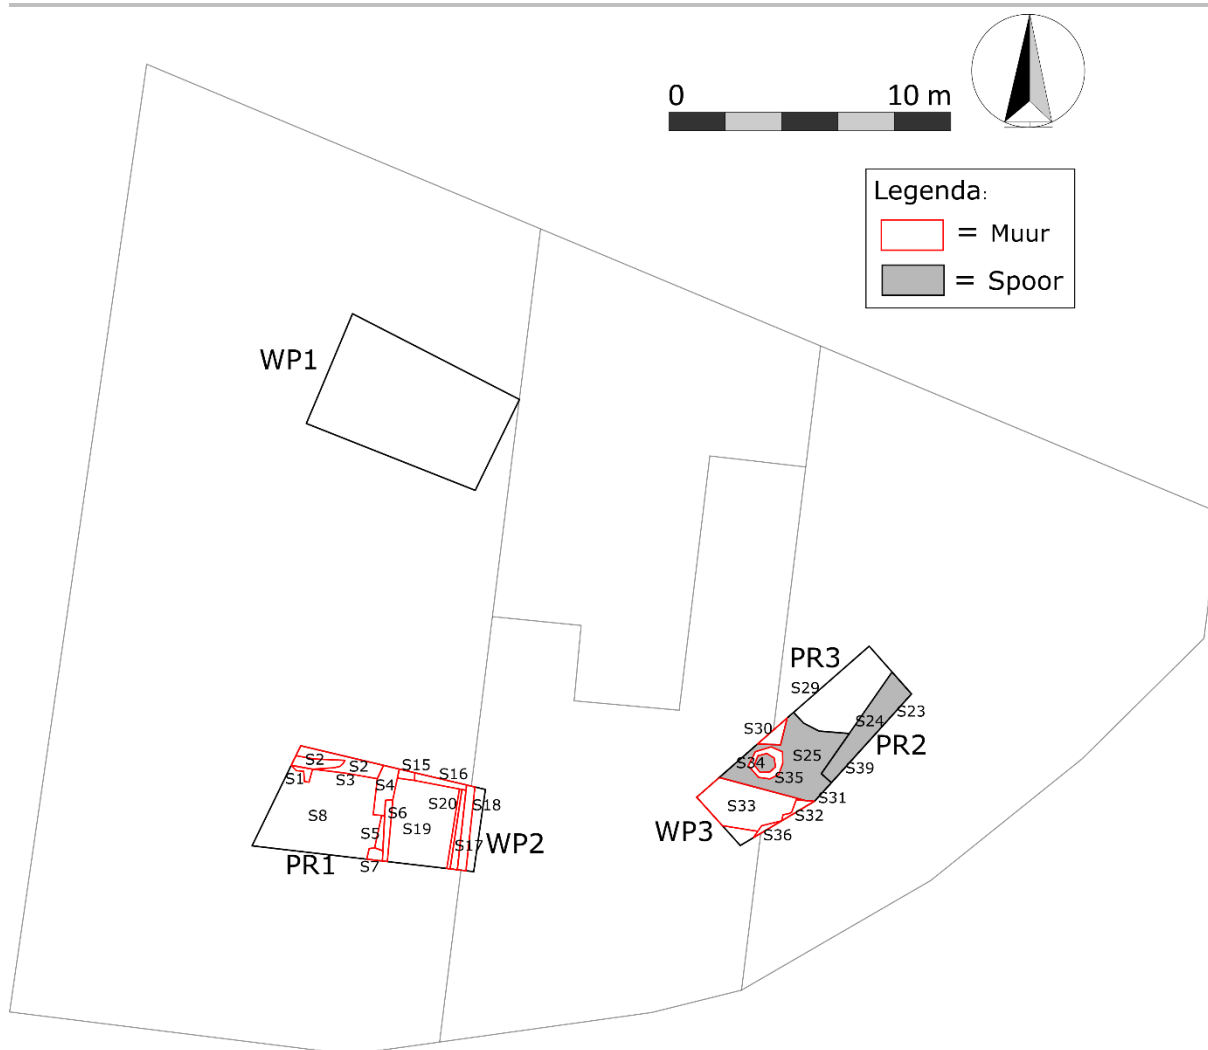 0 10 m
Legenda:
= Muur
= Spoor
WP1
PR3
S29
S23
S24
S30
PR2
S25
S34
S39
S35
S15
S2
S2
S16
S1
S3
S4
S20
S18
S31
S33
S32
S8
S6
S19
S5
WP3
S36
S17
WP2
PR1
S7